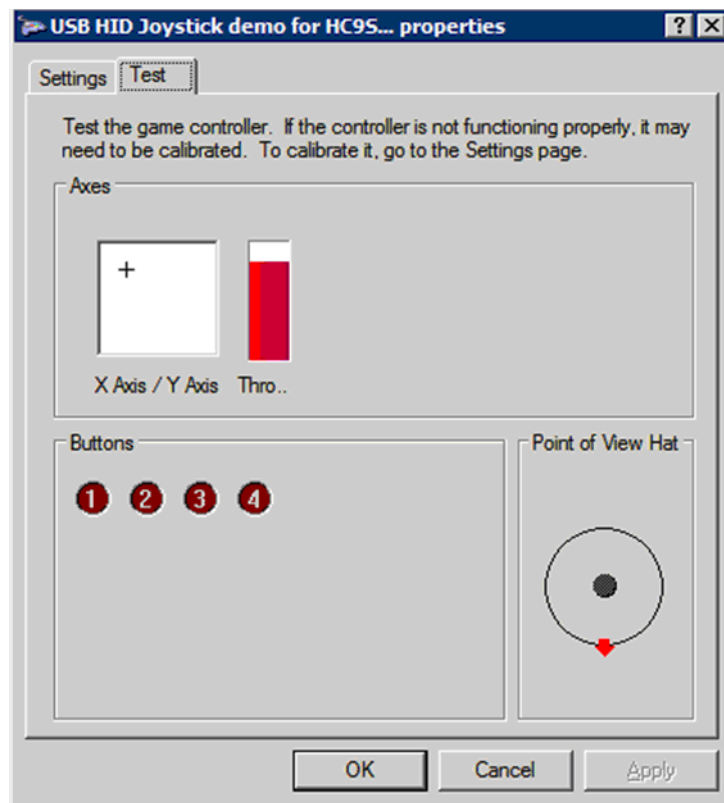 USB HID Joystick demo for HC9S... properties
Settings
Test
Test the game controller. If the controller is not functioning properly, it may
need to be calibrated. To calibrate it, go to the Settings page.
Axes
X Axis / Y Axis
Thro..
Buttons
1 2 3 4
Point of View Hat
OK
Cancel
Apply